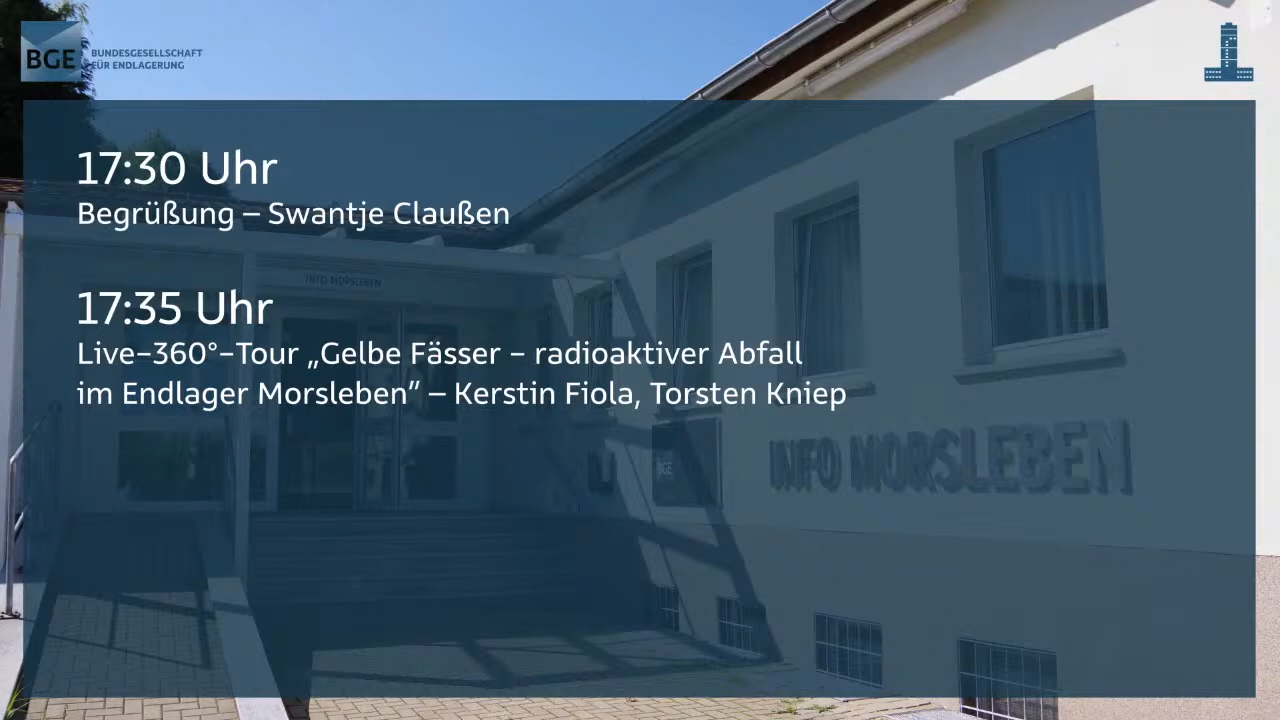 BGE
BUNDESGESELLSCHAFT
FÜR ENDLAGERUNG
17:30 Uhr
Begrüßung – Swantje Claußen
INFO MORSLEBEN
17:35 Uhr
Live-360°-Tour „Gelbe Fässer – radioaktiver Abfall
im Endlager Morsleben” – Kerstin Fiola, Torsten Kniep
BGE
INFO MORSLEBEN